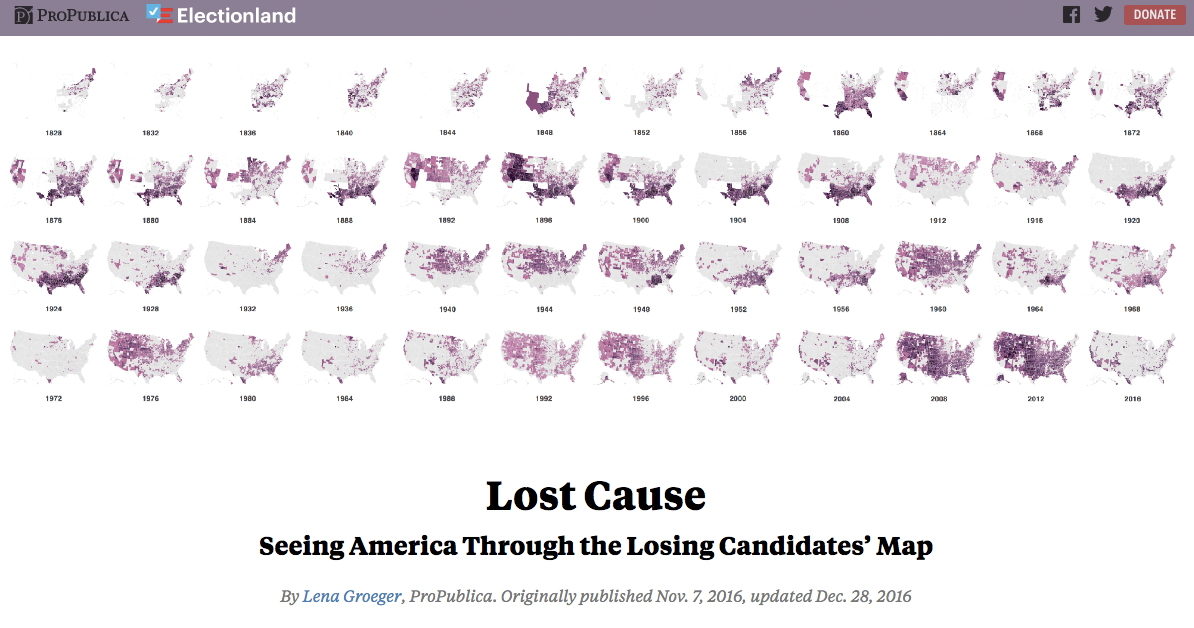 PROPUBLICA Electionland DONATE
1828 1832 1836 1840 1844 1848 1852 1856 1860 1864 1868 1872
1876 1880 1884 1888 1892 1896 1900 1904 1908 1912 1916 1920
1924 1928 1932 1936 1940 1944 1948 1952 1956 1960 1964 1968
1972 1976 1980 1984 1988 1992 1996 2000 2004 2008 2012 2016
Lost Cause
Seeing America Through the Losing Candidates’ Map
By Lena Groeger, ProPublica. Originally published Nov. 7, 2016, updated Dec. 28, 2016